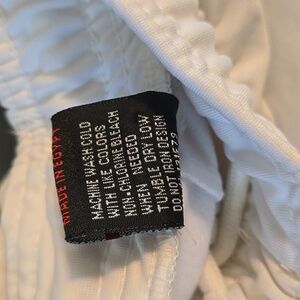 MADE IN EGYPT
MACHINE WASH COLD
WITH LIKE COLORS
NON-CHLORINE BLEACH
WHEN NEEDED
TUMBLE DRY LOW
DO NOT IRON DESIGN